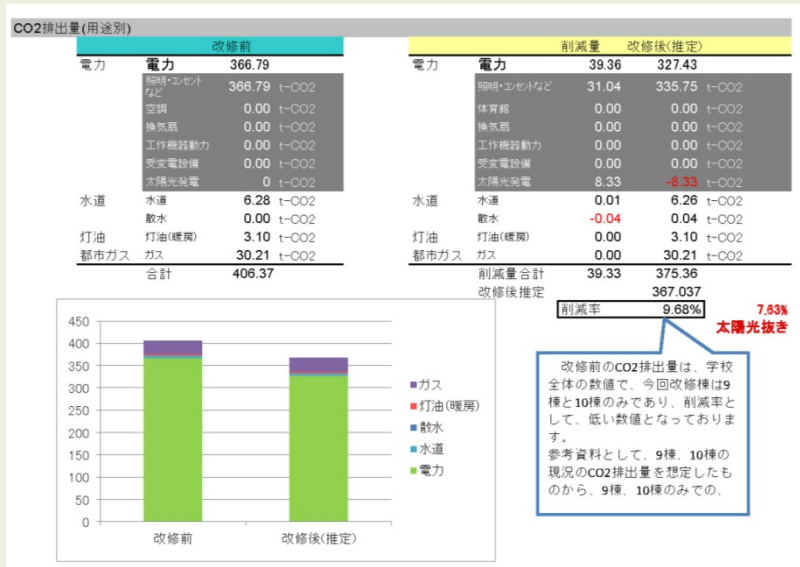 CO2排出量(用途別)
改修前
電力 電力 366.79
照明・コンセントなど 366.79 t-CO2
空調 0.00 t-CO2
換気扇 0.00 t-CO2
工作機器動力 0.00 t-CO2
受変電設備 0.00 t-CO2
太陽光発電 0 t-CO2
水道 水道 6.28 t-CO2
散水 0.00 t-CO2
灯油 灯油(暖房) 3.10 t-CO2
都市ガス ガス 30.21 t-CO2
合計 406.37
削減量 改修後(推定)
電力 電力 39.36 327.43
照明・コンセントなど 31.04 335.75 t-CO2
体育館 0.00 0.00 t-CO2
換気扇 0.00 0.00 t-CO2
工作機器動力 0.00 0.00 t-CO2
受変電設備 0.00 0.00 t-CO2
太陽光発電 8.33 -8.33 t-CO2
水道 水道 0.01 6.26 t-CO2
散水 -0.04 0.04 t-CO2
灯油 灯油(暖房) 0.00 3.10 t-CO2
都市ガス ガス 0.00 30.21 t-CO2
削減量合計 39.33 375.36
改修後推定 367.037
削減率 9.68% 7.63%
太陽光抜き
450
400
350
300
250
200
150
100
50
0
改修前 改修後(推定)
ガス
灯油(暖房)
散水
水道
電力
改修前のCO2排出量は、学校
全体の数値で、今回改修棟は9
棟と10棟のみであり、削減率と
して、低い数値となっておりま
す。
参考資料として、9棟、10棟の
現況のCO2排出量を想定したも
のから、9棟、10棟のみでの、